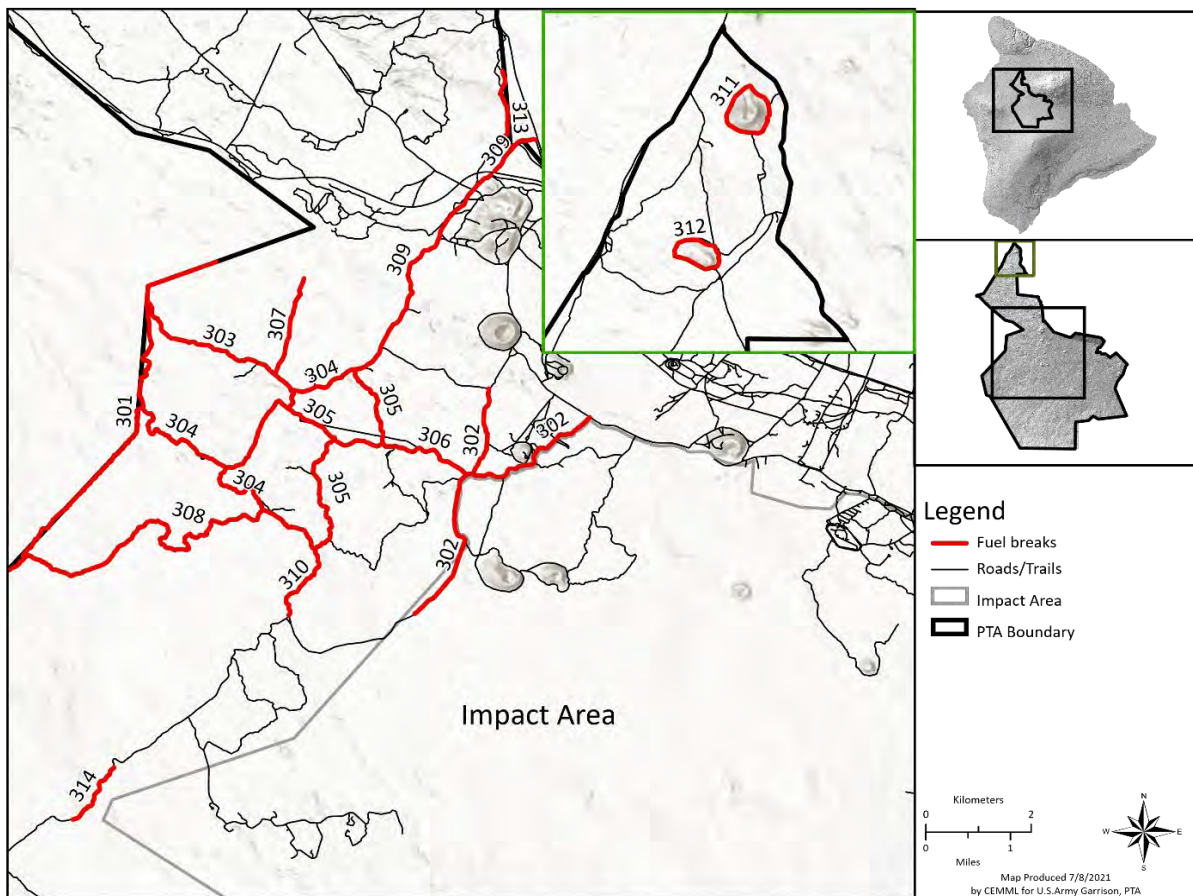 311
312
313
309
309
307
303
304
305
305
301
304
306
302
302
304
305
308
302
310
314
Impact Area
Legend
Fuel breaks
Roads/Trails
Impact Area
PTA Boundary
Kilometers
0 2
0 1
Miles
N
W E
S
Map Produced 7/8/2021
by CEMML for U.S.Army Garrison, PTA